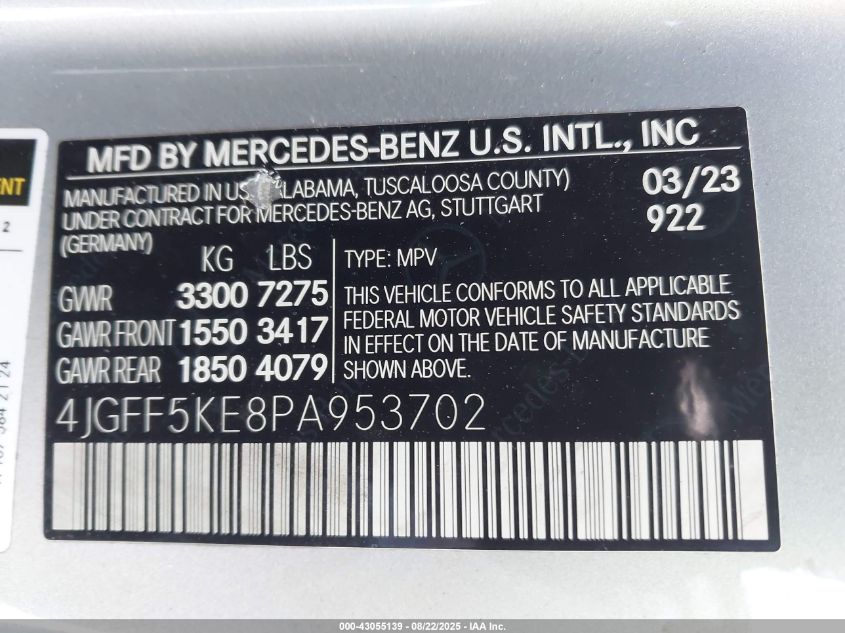 MFD BY MERCEDES-BENZ U.S. INTL., INC
MANUFACTURED IN US ALABAMA, TUSCALOOSA COUNTY)
UNDER CONTRACT FOR MERCEDES-BENZ AG, STUTTGART
(GERMANY)
03/23
922
KG LBS
GVWR 3300 7275
GAWR FRONT 1550 3417
GAWR REAR 1850 4079
TYPE: MPV
THIS VEHICLE CONFORMS TO ALL APPLICABLE
FEDERAL MOTOR VEHICLE SAFETY STANDARDS
IN EFFECT ON THE DATE OF MANUFACTURE
SHOWN ABOVE.
4JGFF5KE8PA953702
2
000-43055139 - 08/22/2025 - IAA Inc.